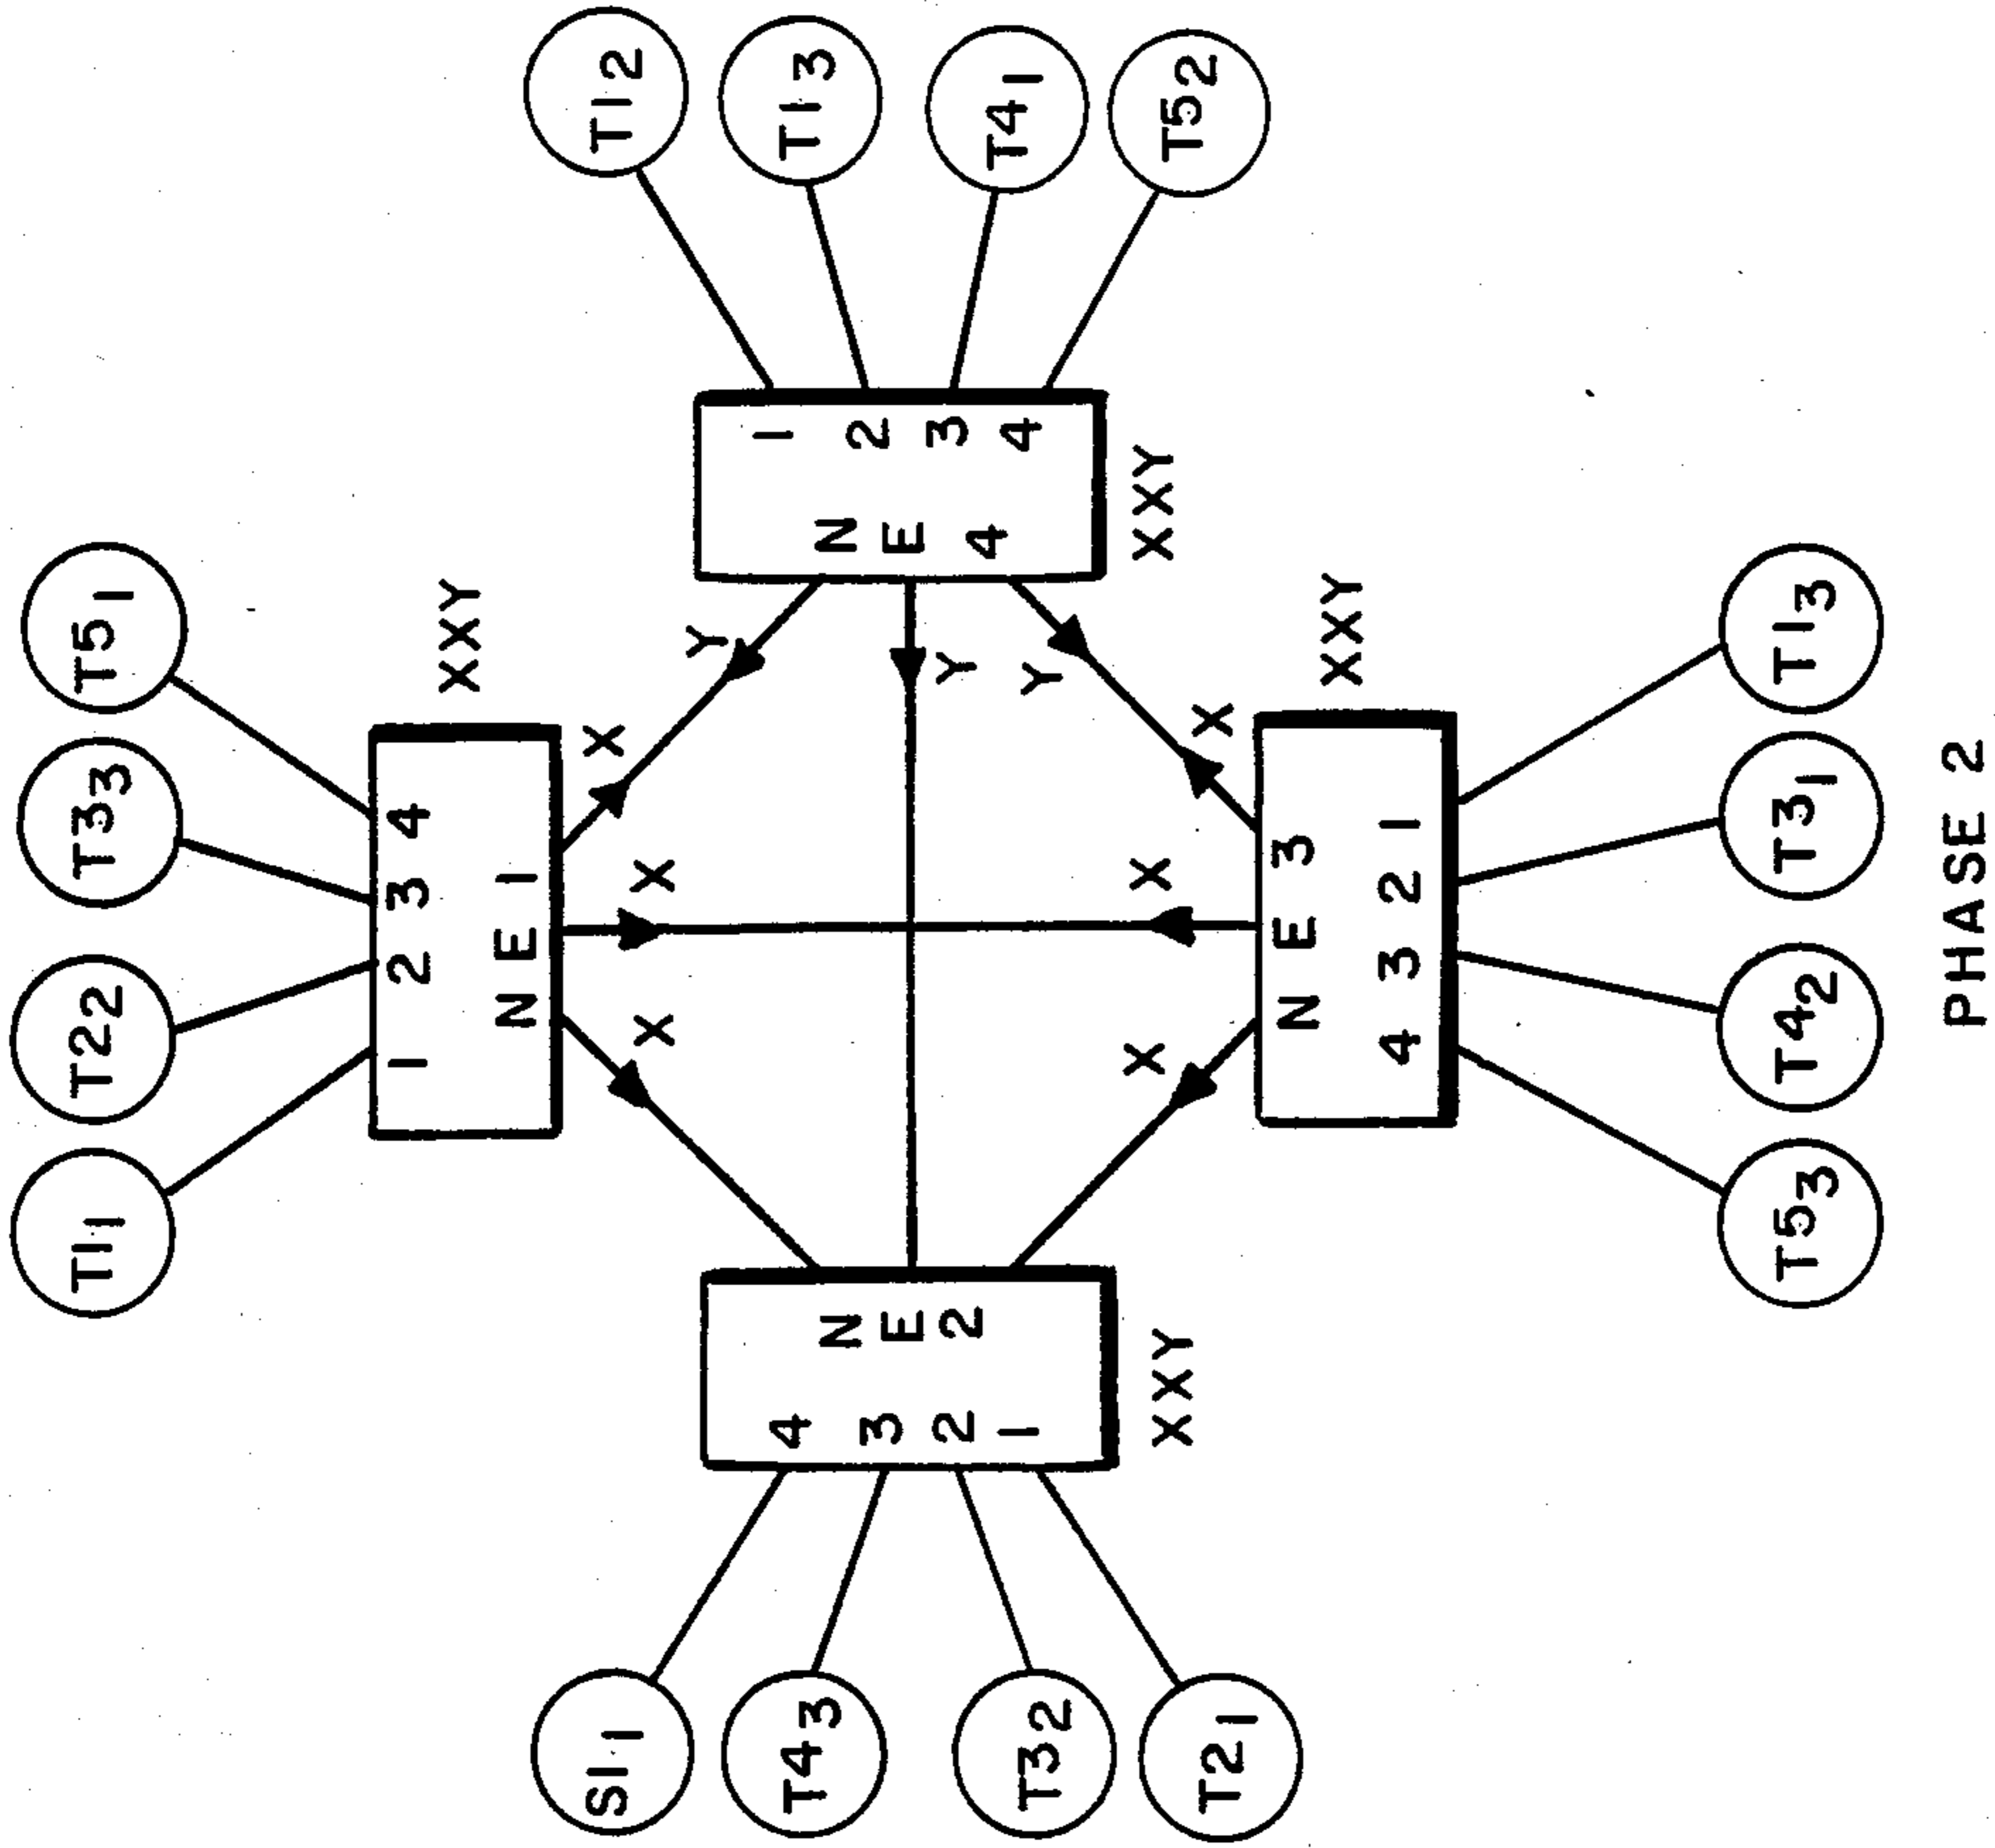 T1₁
T2₂
T3₃
T5₁
1 2 3 4
NE1
XXY
S1₁
T4₃
T3₂
T2₁
4
3
2
1
N
E
2
XXY
X
X
X
Y
Y
Y
N
E
4
1
2
3
4
XXY
T1₂
T1₃
T4₁
T5₂
X
X
X
XXY
NE3
4 3 2 1
T5₃
T4₂
T3₁
T1₃
PHASE 2